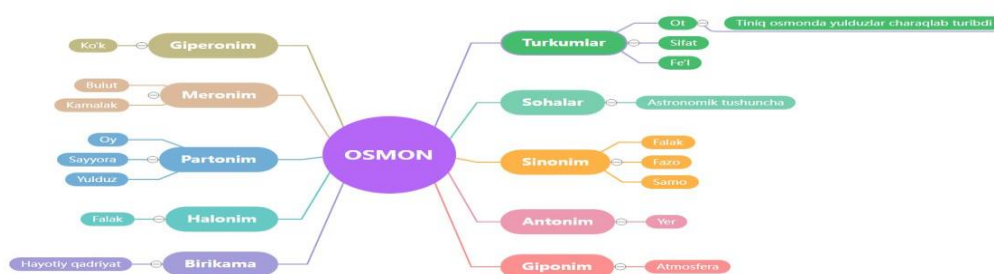 OSMON
Giperonim
Ko'k
Meronim
Bulut
Kamalak
Partonim
Oy
Sayyora
Yulduz
Halonim
Falak
Birikama
Hayotiy qadriyat
Turkumlar
Ot
Tiniq osmonda yulduzlar charaqlab turibdi
Sifat
Fe'l
Sohalar
Astronomik tushuncha
Sinonim
Falak
Fazo
Samo
Antonim
Yer
Giponim
Atmosfera